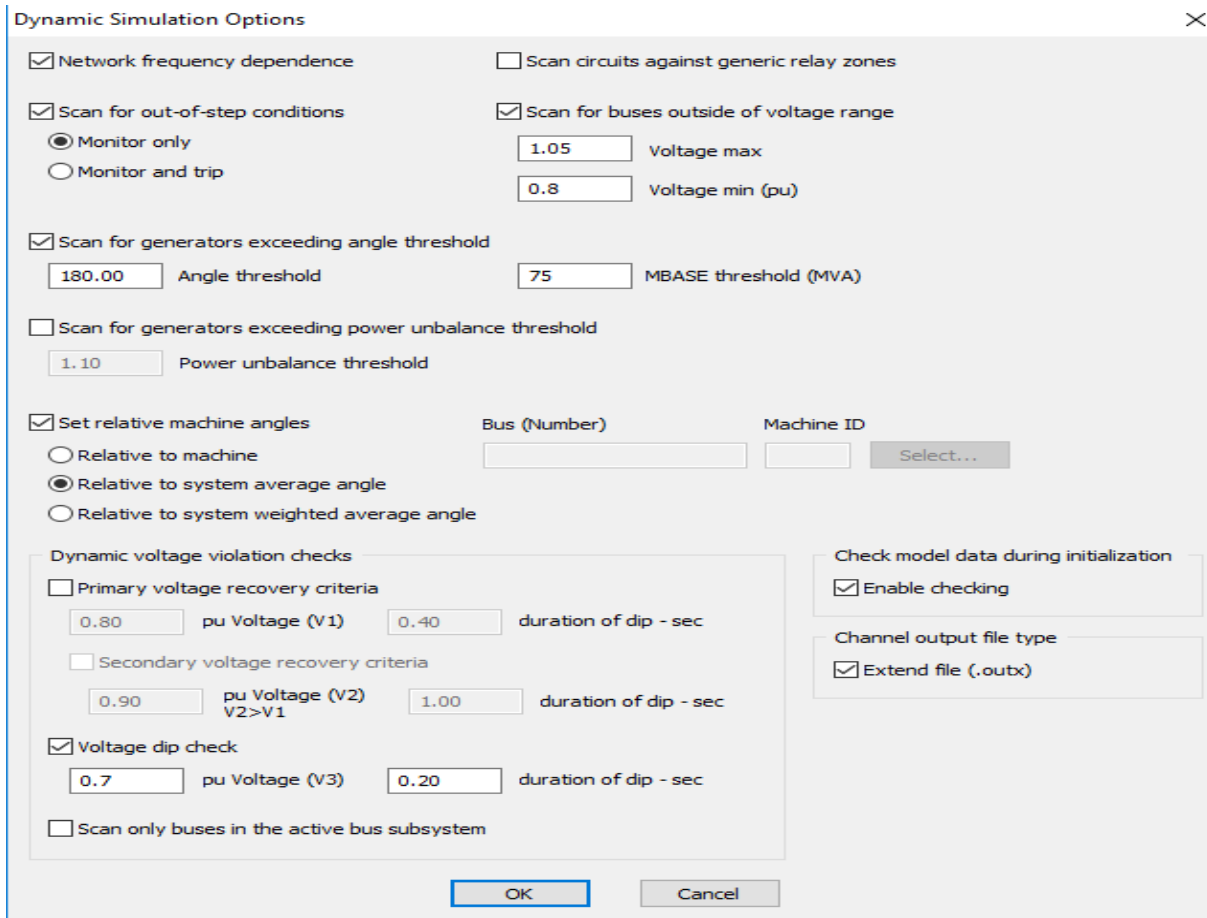 Dynamic Simulation Options
Network frequency dependence
Scan circuits against generic relay zones
Scan for out-of-step conditions
Scan for buses outside of voltage range
Monitor only
1.05 Voltage max
Monitor and trip
0.8 Voltage min (pu)
Scan for generators exceeding angle threshold
180.00 Angle threshold
75 MBASE threshold (MVA)
Scan for generators exceeding power unbalance threshold
1.10 Power unbalance threshold
Set relative machine angles
Bus (Number)
Machine ID
Relative to machine
Select...
Relative to system average angle
Relative to system weighted average angle
Dynamic voltage violation checks
Primary voltage recovery criteria
0.80 pu Voltage (V1) 0.40 duration of dip - sec
Secondary voltage recovery criteria
0.90 pu Voltage (V2) 1.00 duration of dip - sec
V2>V1
Voltage dip check
0.7 pu Voltage (V3) 0.20 duration of dip - sec
Scan only buses in the active bus subsystem
Check model data during initialization
Enable checking
Channel output file type
Extend file (.outx)
OK
Cancel